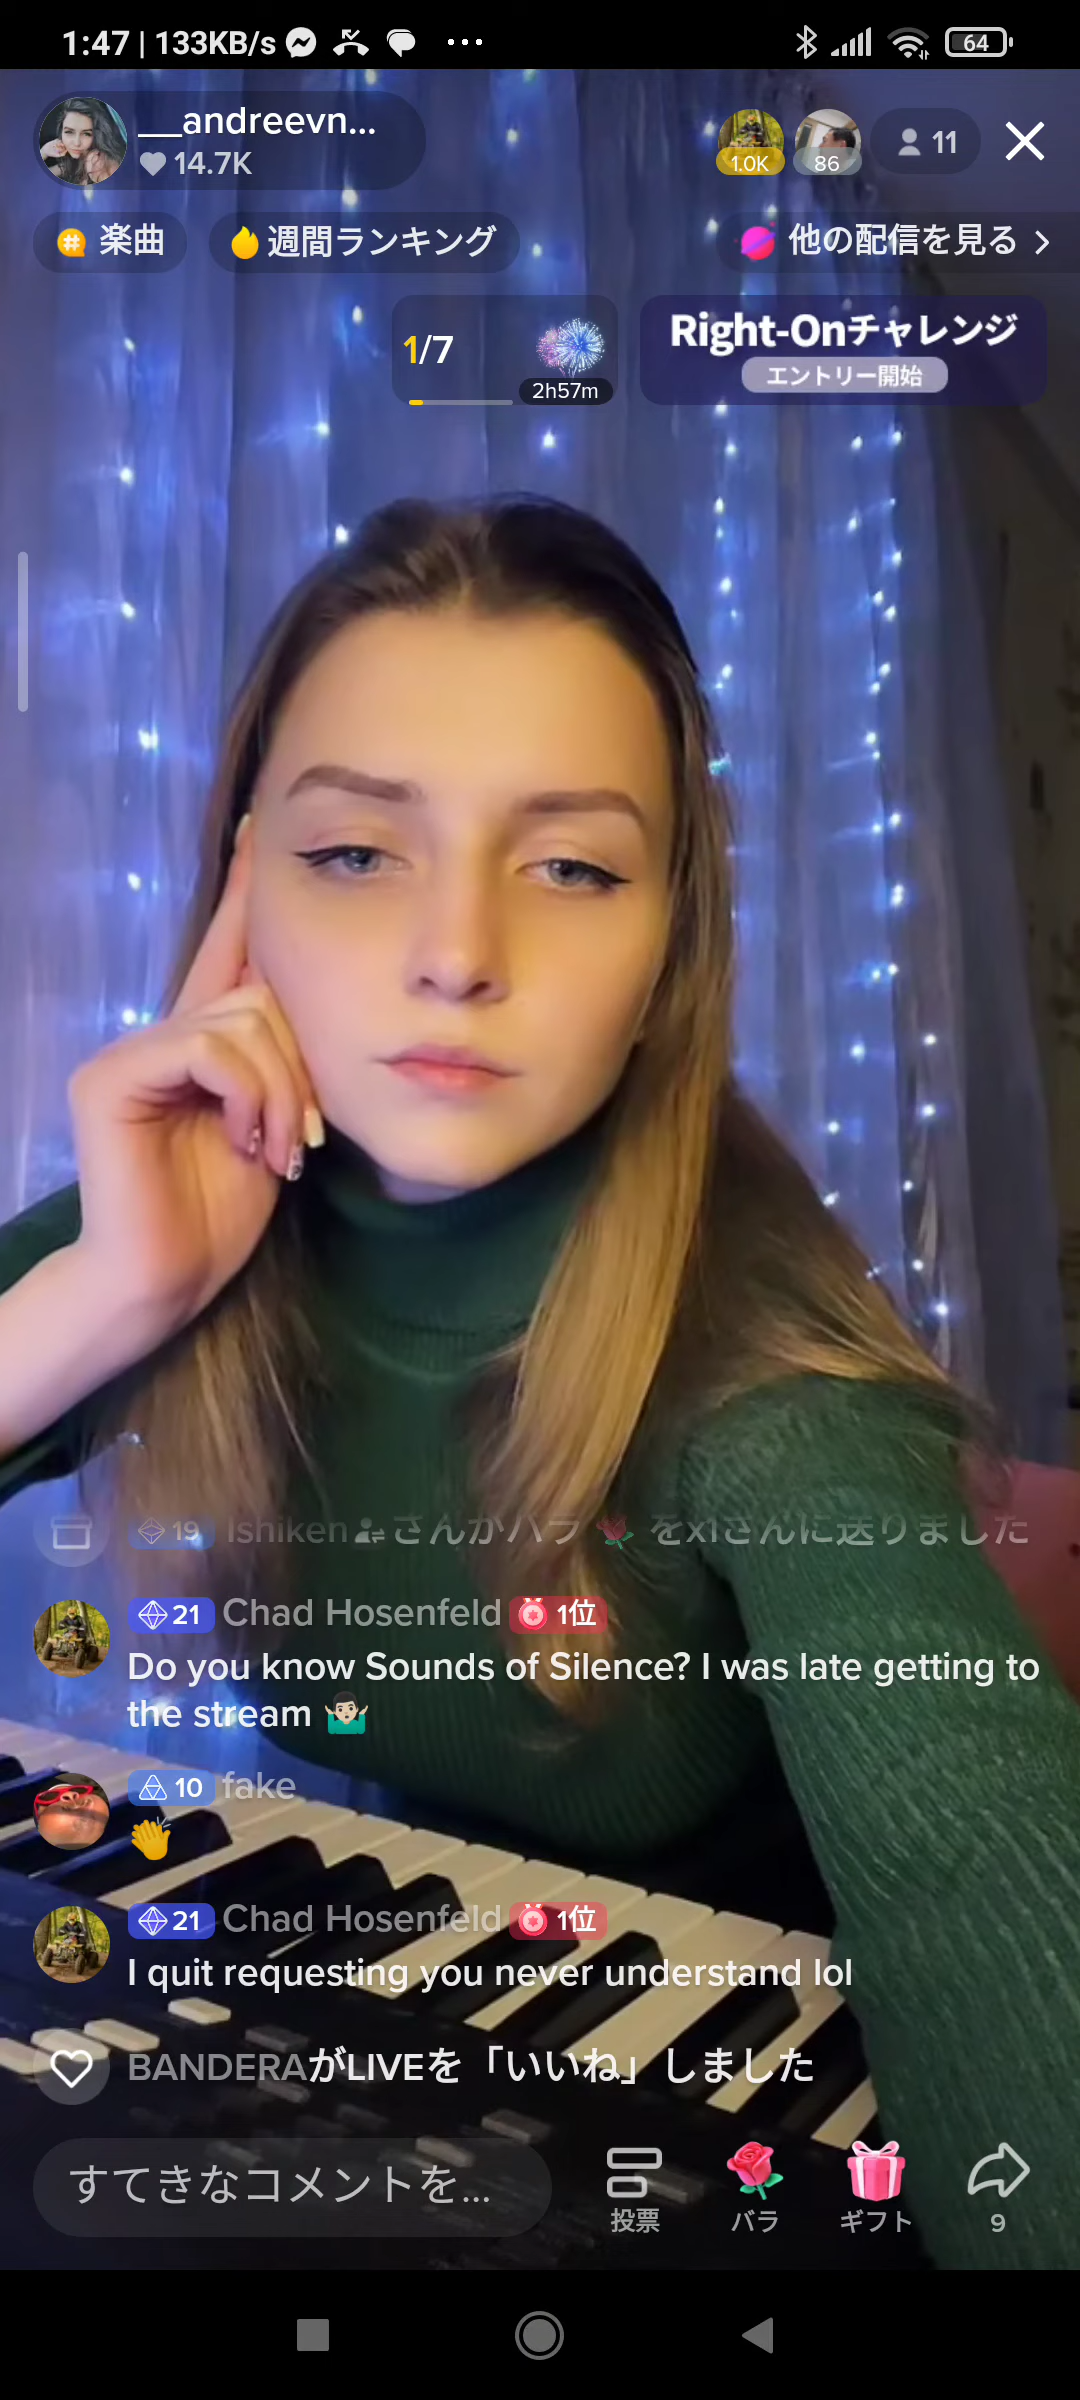 1:47 | 133KB/s
64
__andreevn...
14.7K
1.0K
86
11
楽曲
週間ランキング
他の配信を見る
1/7
2h57m
Right-Onチャレンジ
エントリー開始
19 Ishiken さんがバラ をxiさんに送りました
21 Chad Hosenfeld 1位
Do you know Sounds of Silence? I was late getting to
the stream 🤷🏻‍♂️
10 fake
👏
21 Chad Hosenfeld 1位
I quit requesting you never understand lol
BANDERAがLIVEを「いいね」しました
すてきなコメントを...
投票
バラ
ギフト
9